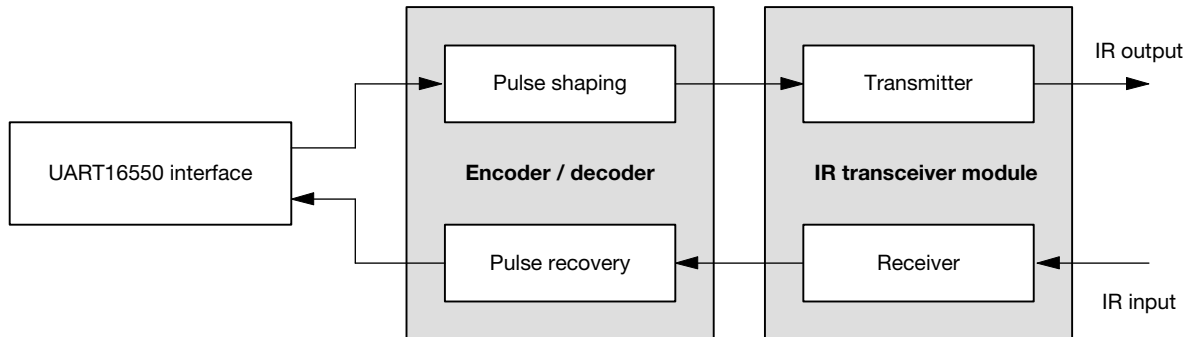 IR output
Pulse shaping
Transmitter
UART16550 interface
Encoder / decoder
IR transceiver module
Pulse recovery
Receiver
IR input